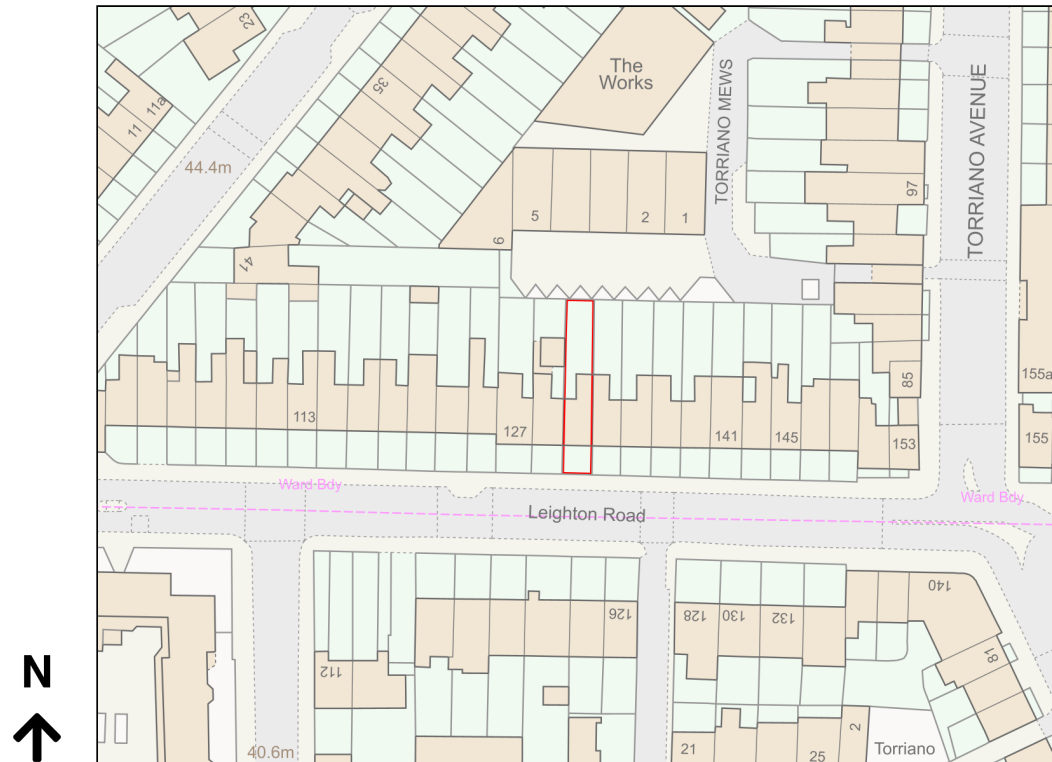 23
The
Works
35
11a
11
TORRIANO MEWS
TORRIANO AVENUE
44.4m
97
5
2
1
6
41
155a
85
113
127
141
145
153
155
Ward Bdy
Ward Bdy
Leighton Road
140
126
128
130
132
81
112
N
40.6m
21
25
2
Torriano